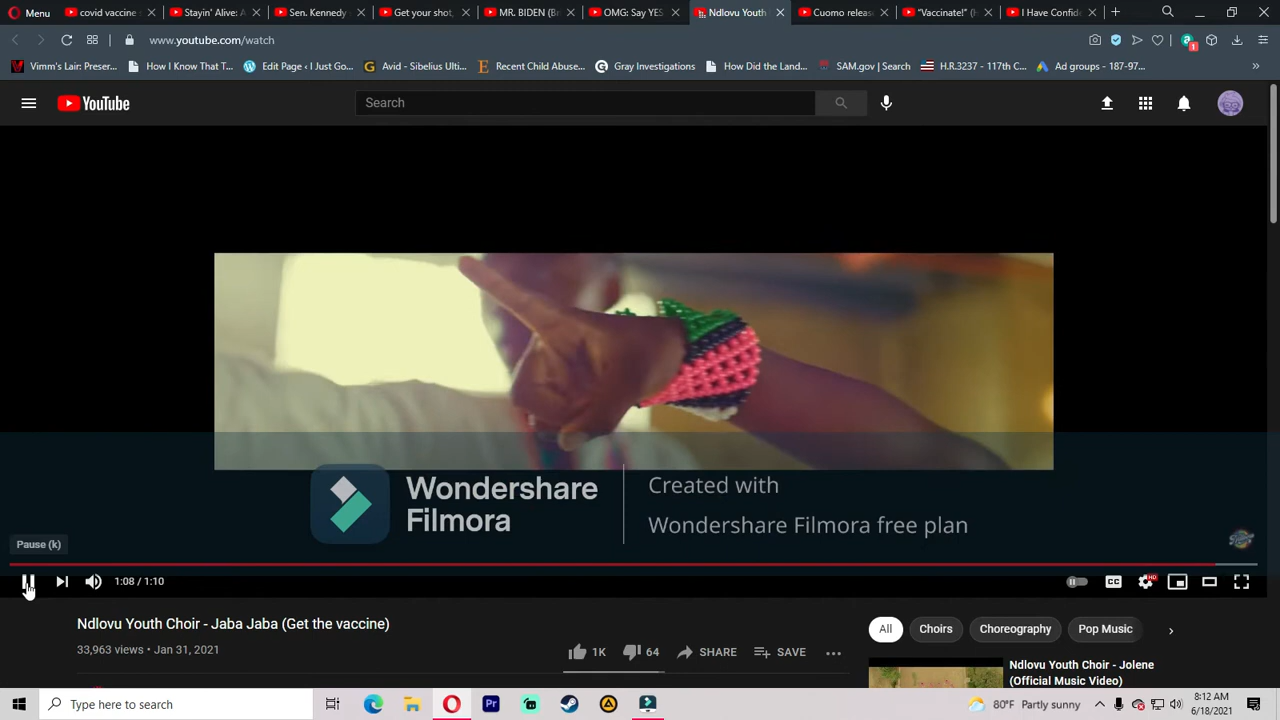 Menu
covid vaccine
Stayin' Alive: A
Sen. Kennedy
Get your shot,
MR. BIDEN (B
OMG: Say YES
Ndlovu Youth
Cuomo release
"Vaccinate!" (H
I Have Confid
www.youtube.com/watch
1
Vimm's Lair: Preser...
How I Know That T...
Edit Page ‹ I Just Go...
Avid - Sibelius Ulti...
Recent Child Abuse...
Gray Investigations
How Did the Land...
SAM.gov | Search
H.R.3237 - 117th C...
Ad groups - 187-97...
YouTube
Search
Wondershare
Filmora
Created with
Wondershare Filmora free plan
Pause (k)
1:08 / 1:10
CC
HD
Ndlovu Youth Choir - Jaba Jaba (Get the vaccine)
33,963 views • Jan 31, 2021
1K
64
SHARE
SAVE
All
Choirs
Choreography
Pop Music
Ndlovu Youth Choir - Jolene
(Official Music Video)
Type here to search
Pr
80°F Partly sunny
8:12 AM
6/18/2021